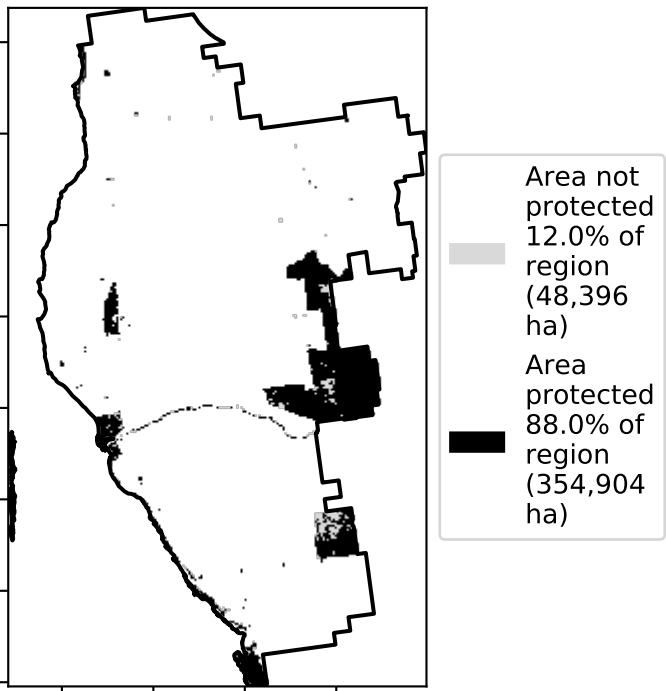 Area not
protected
12.0% of
region
(48,396
ha)
Area
protected
88.0% of
region
(354,904
ha)